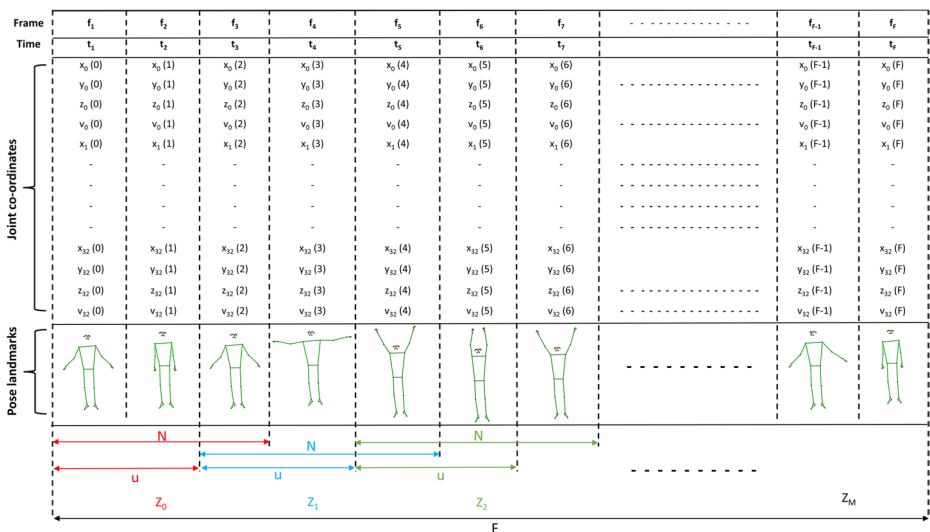 Frame f1 f2 f3 f4 f5 f6 f7 - - - - - - - - - - - - - - fF-1 fF
Time t1 t2 t3 t4 t5 t6 t7 tF-1 tF
Joint co-ordinates
x0 (0) x0 (1) x0 (2) x0 (3) x0 (4) x0 (5) x0 (6) x0 (F-1) x0 (F)
y0 (0) y0 (1) y0 (2) y0 (3) y0 (4) y0 (5) y0 (6) y0 (F-1) y0 (F)
z0 (0) z0 (1) z0 (2) z0 (3) z0 (4) z0 (5) z0 (6) z0 (F-1) z0 (F)
v0 (0) v0 (1) v0 (2) v0 (3) v0 (4) v0 (5) v0 (6) v0 (F-1) v0 (F)
x1 (0) x1 (1) x1 (2) x1 (3) x1 (4) x1 (5) x1 (6) x1 (F-1) x1 (F)
- - - - - - - - -
- - - - - - - - -
- - - - - - - - -
- - - - - - - - -
x32 (0) x32 (1) x32 (2) x32 (3) x32 (4) x32 (5) x32 (6) x32 (F-1) x32 (F)
y32 (0) y32 (1) y32 (2) y32 (3) y32 (4) y32 (5) y32 (6) y32 (F-1) y32 (F)
z32 (0) z32 (1) z32 (2) z32 (3) z32 (4) z32 (5) z32 (6) z32 (F-1) z32 (F)
v32 (0) v32 (1) v32 (2) v32 (3) v32 (4) v32 (5) v32 (6) v32 (F-1) v32 (F)
Pose landmarks
N N
N
u u u
Z0 Z1 Z2 ZM
F